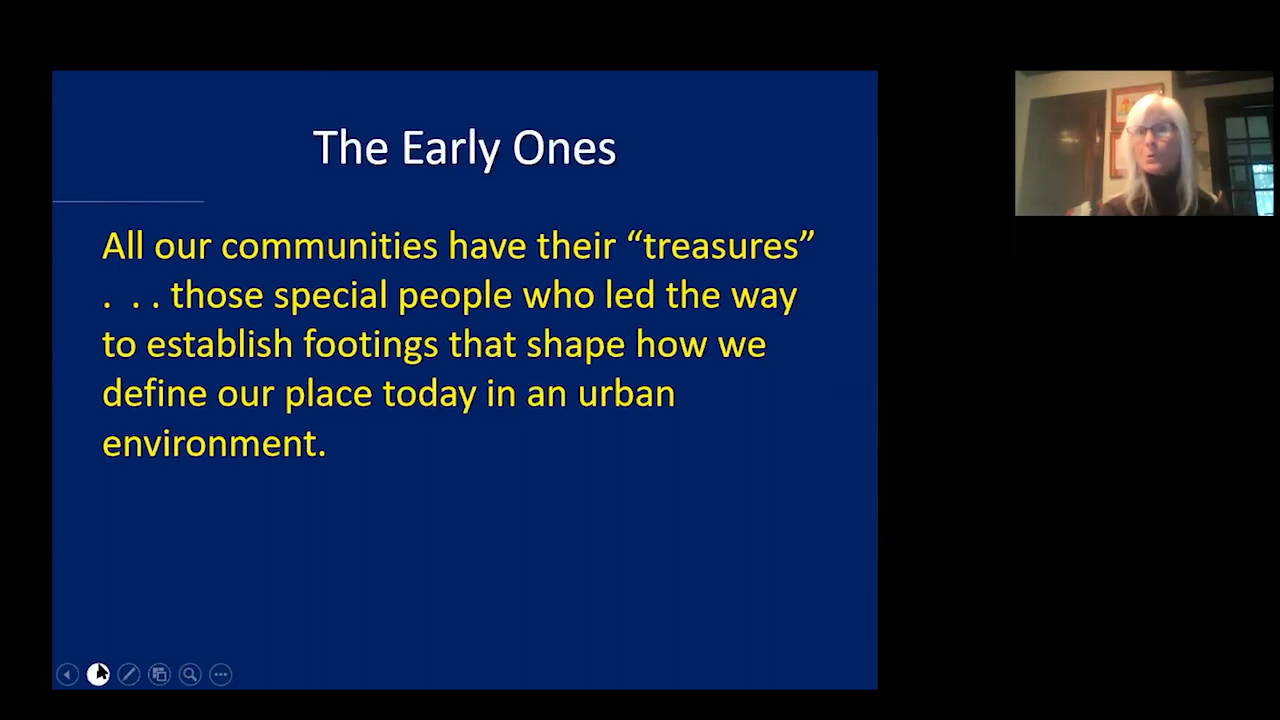 The Early Ones
All our communities have their “treasures”
. . . those special people who led the way
to establish footings that shape how we
define our place today in an urban
environment.